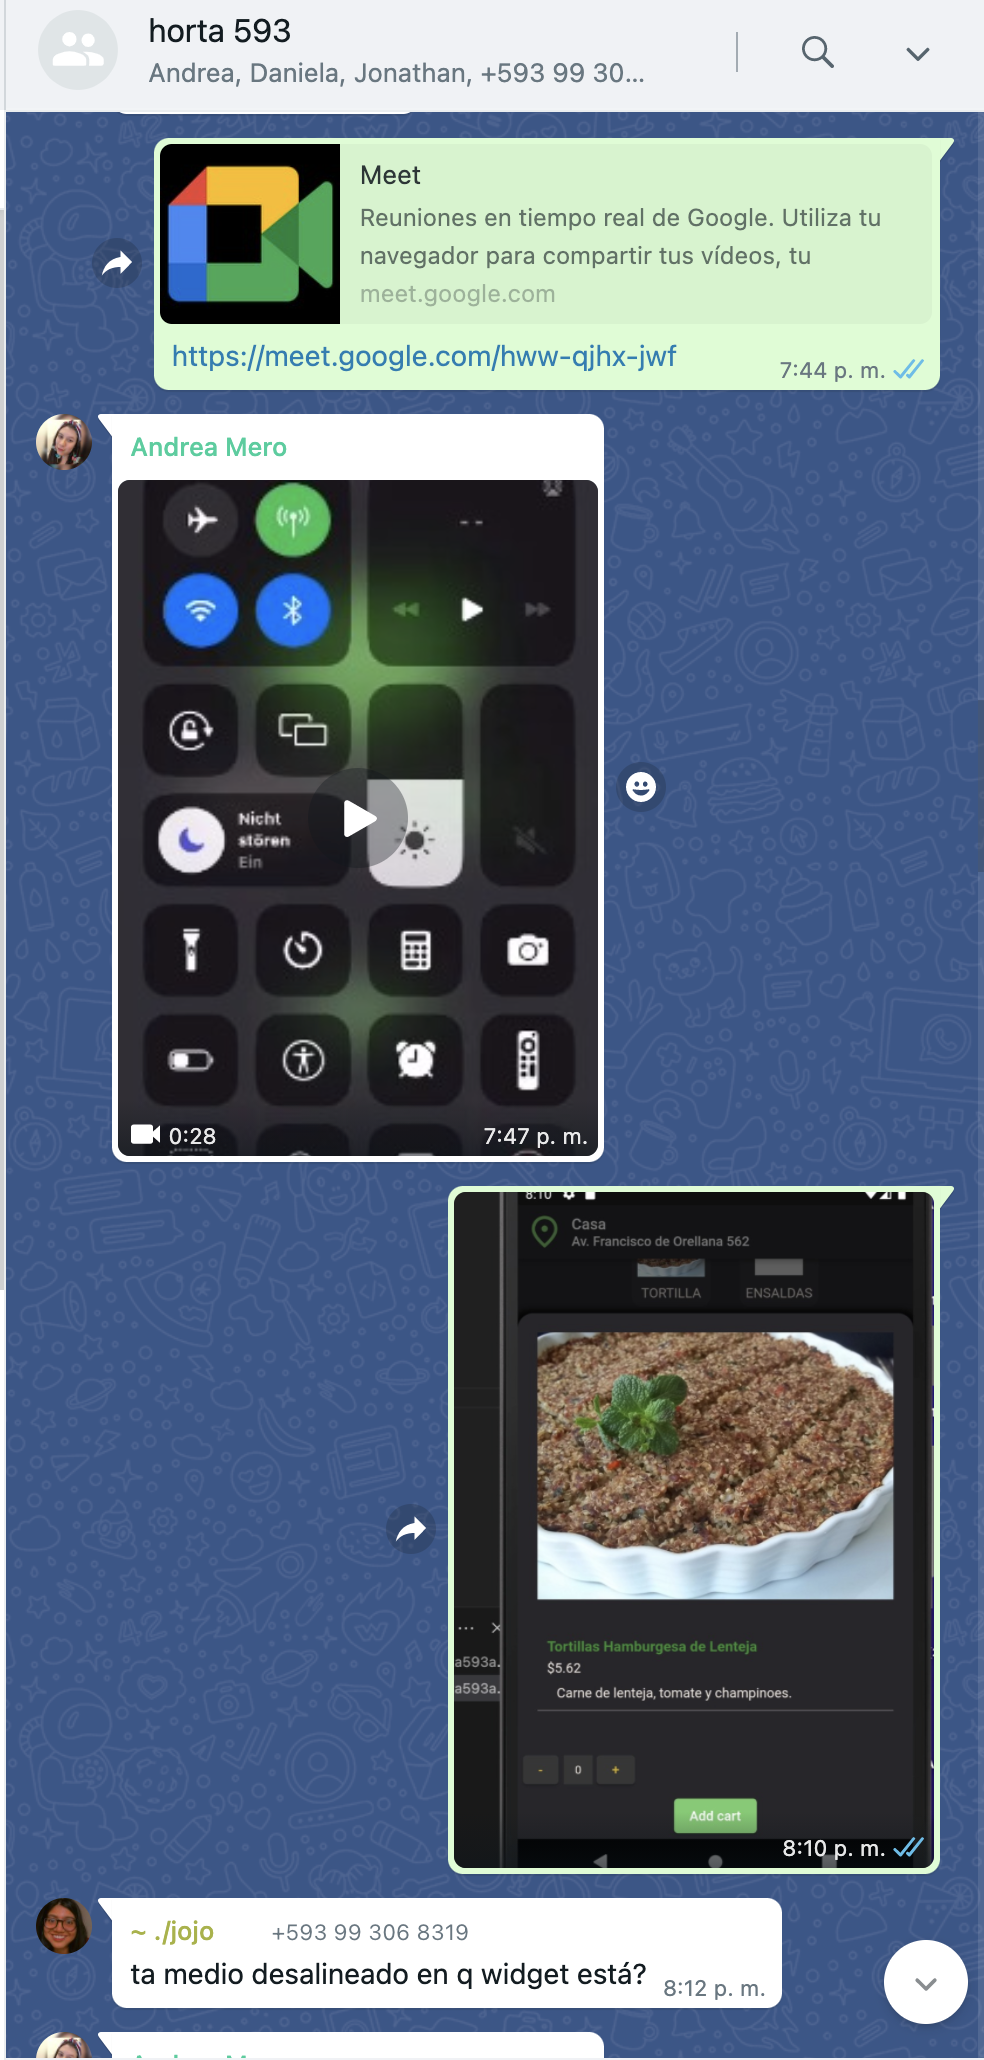 horta 593
Andrea, Daniela, Jonathan, +593 99 30...
Meet
Reuniones en tiempo real de Google. Utiliza tu
navegador para compartir tus vídeos, tu
meet.google.com
https://meet.google.com/hww-qjhx-jwf
7:44 p. m.
Andrea Mero
--
Nicht
stören
Ein
0:28
7:47 p. m.
8:10
Casa
Av. Francisco de Orellana 562
TORTILLA
ENSALDAS
... ×
a593a.
a593a.
Tortillas Hamburgesa de Lenteja
$5.62
Carne de lenteja, tomate y champinoes.
- 0 +
Add cart
8:10 p. m.
~ ./jojo
+593 99 306 8319
ta medio desalineado en q widget está?
8:12 p. m.